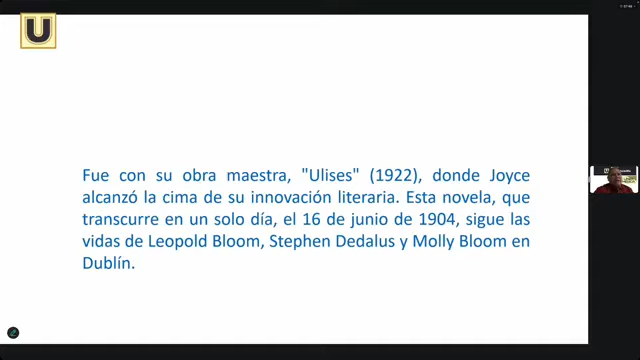 U
Fue con su obra maestra, "Ulises" (1922), donde Joyce
alcanzó la cima de su innovación literaria. Esta novela, que
transcurre en un solo día, el 16 de junio de 1904, sigue las
vidas de Leopold Bloom, Stephen Dedalus y Molly Bloom en
Dublín.